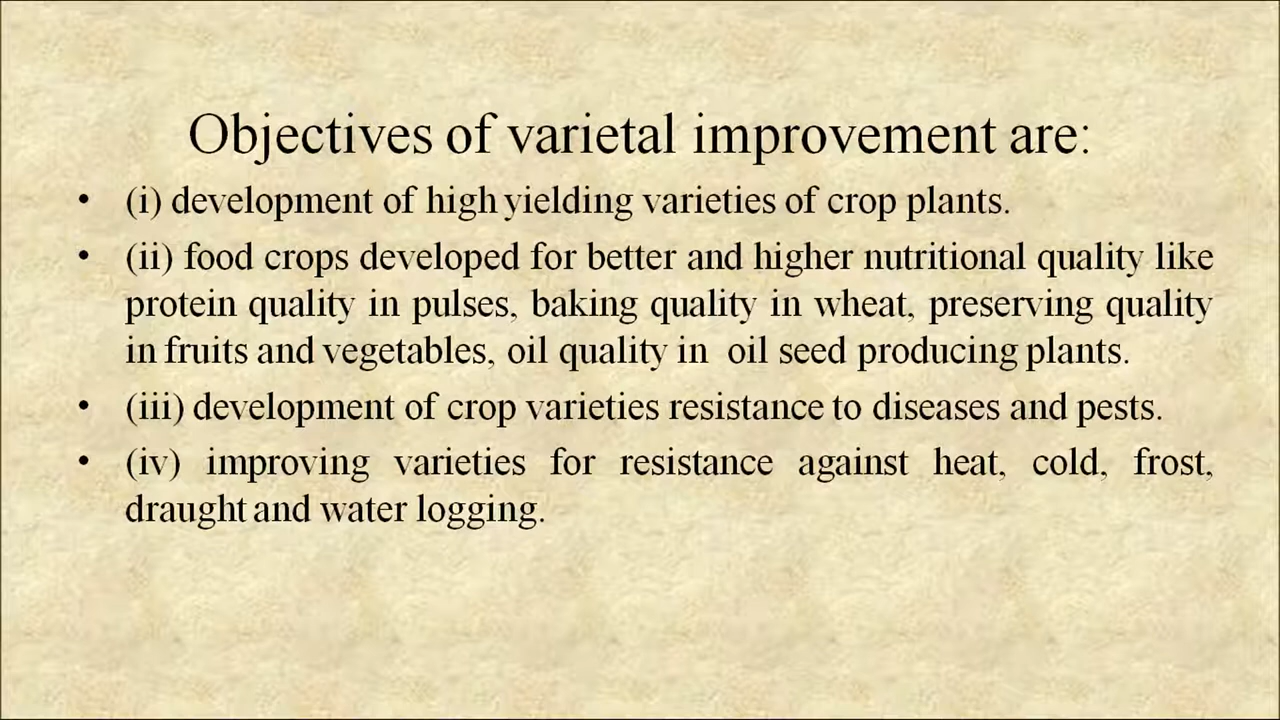 Objectives of varietal improvement are:
• (i) development of high yielding varieties of crop plants.
• (ii) food crops developed for better and higher nutritional quality like
protein quality in pulses, baking quality in wheat, preserving quality
in fruits and vegetables, oil quality in oil seed producing plants.
• (iii) development of crop varieties resistance to diseases and pests.
• (iv) improving varieties for resistance against heat, cold, frost,
draught and water logging.